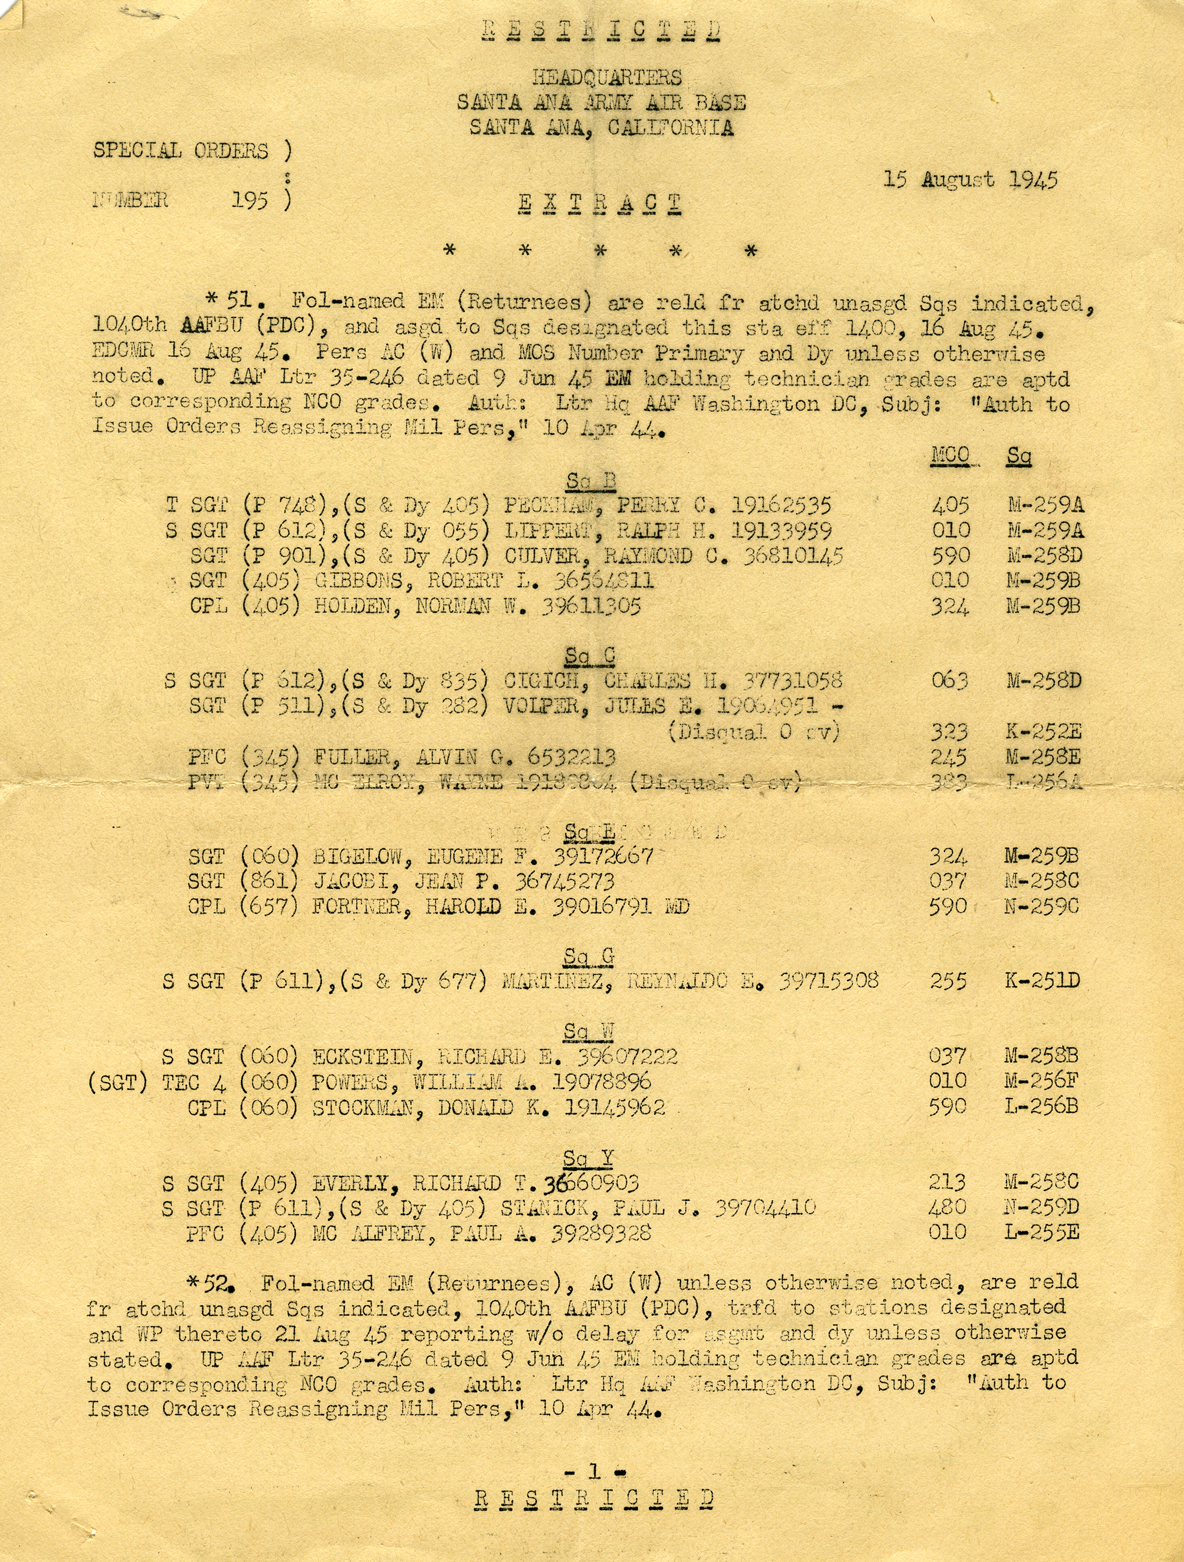 RESTRICTED
HEADQUARTERS
SANTA ANA ARMY AIR BASE
SANTA ANA, CALIFORNIA
SPECIAL ORDERS )
:
15 August 1945
NUMBER 195 )
EXTRACT
* * * * *
*51. Fol-named EM (Returnees) are reld fr atchd unasgd Sqs indicated,
1040th AAFBU (PDC), and asgd to Sqs designated this sta eff 1400, 16 Aug 45.
EDCMR 16 Aug 45. Pers AC (W) and MOS Number Primary and Dy unless otherwise
noted. UP AAF Ltr 35-246 dated 9 Jun 45 EM holding technician grades are aptd
to corresponding NCO grades. Auth: Ltr Hq AAF Washington DC, Subj: "Auth to
Issue Orders Reassigning Mil Pers," 10 Apr 44.
MCO Sq
Sq B
T SGT (P 748),(S & Dy 405) PECKHAM, PERRY C. 19162535 405 M-259A
S SGT (P 612),(S & Dy 055) LIPPERT, RALPH H. 19133959 010 M-259A
SGT (P 901),(S & Dy 405) CULVER, RAYMOND C. 36810145 590 M-258D
SGT (405) GIBBONS, ROBERT L. 36564811 010 M-259B
CPL (405) HOLDEN, NORMAN W. 39611305 324 M-259B
Sq C
S SGT (P 612),(S & Dy 835) CIGICH, CHARLES H. 37731058 063 M-258D
SGT (P 511),(S & Dy 282) VOLPER, JULES E. 19064951 -
(Disqual O sv) 323 K-252E
PFC (345) FULLER, ALVIN G. 6532213 245 M-258E
PVT (345) MC ELROY, WAYNE (Disqual O sv) 383 L-256A
Sq E
SGT (060) BIGELOW, EUGENE F. 39172667 324 M-259B
SGT (861) JACOBI, JEAN P. 36745273 037 M-258C
CPL (657) FORTNER, HAROLD E. 39016791 MD 590 N-259C
Sq G
S SGT (P 611),(S & Dy 677) MARTINEZ, REYNALDO E. 39715308 255 K-251D
Sq W
S SGT (060) ECKSTEIN, RICHARD E. 39607222 037 M-258B
(SGT) TEC 4 (060) POWERS, WILLIAM A. 19078896 010 M-256F
CPL (060) STOCKMAN, DONALD K. 19145962 590 L-256B
Sq Y
S SGT (405) EVERLY, RICHARD T. 36660903 213 M-258C
S SGT (P 611),(S & Dy 405) STANICK, PAUL J. 39704410 480 N-259D
PFC (405) MC ALFREY, PAUL A. 39289328 010 L-255E
*52. Fol-named EM (Returnees), AC (W) unless otherwise noted, are reld
fr atchd unasgd Sqs indicated, 1040th AAFBU (PDC), trfd to stations designated
and WP thereto 21 Aug 45 reporting w/o delay for asgmt and dy unless otherwise
stated. UP AAF Ltr 35-246 dated 9 Jun 45 EM holding technician grades are aptd
to corresponding NCO grades. Auth: Ltr Hq AAF Washington DC, Subj: "Auth to
Issue Orders Reassigning Mil Pers," 10 Apr 44.
- 1 -
RESTRICTED